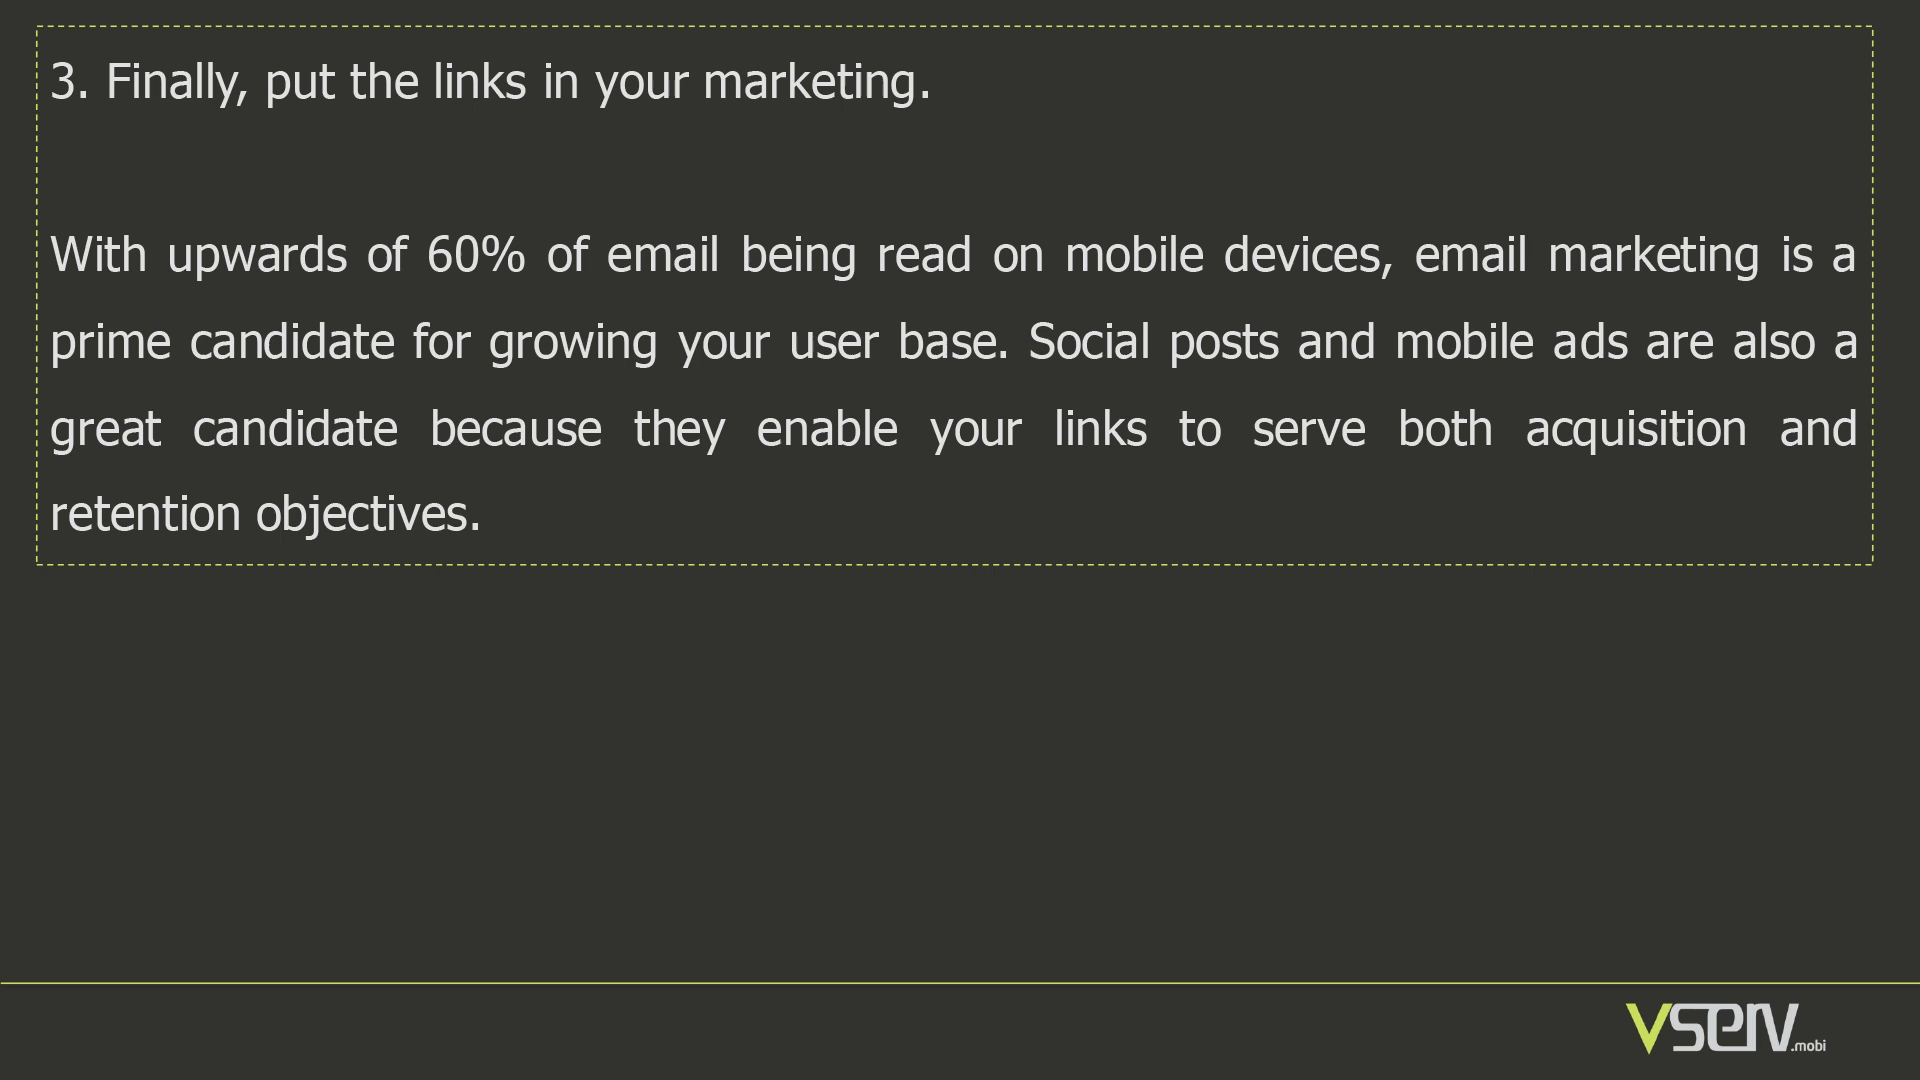 3. Finally, put the links in your marketing.
With upwards of 60% of email being read on mobile devices, email marketing is a
prime candidate for growing your user base. Social posts and mobile ads are also a
great candidate because they enable your links to serve both acquisition and
retention objectives.
vserv.mobi